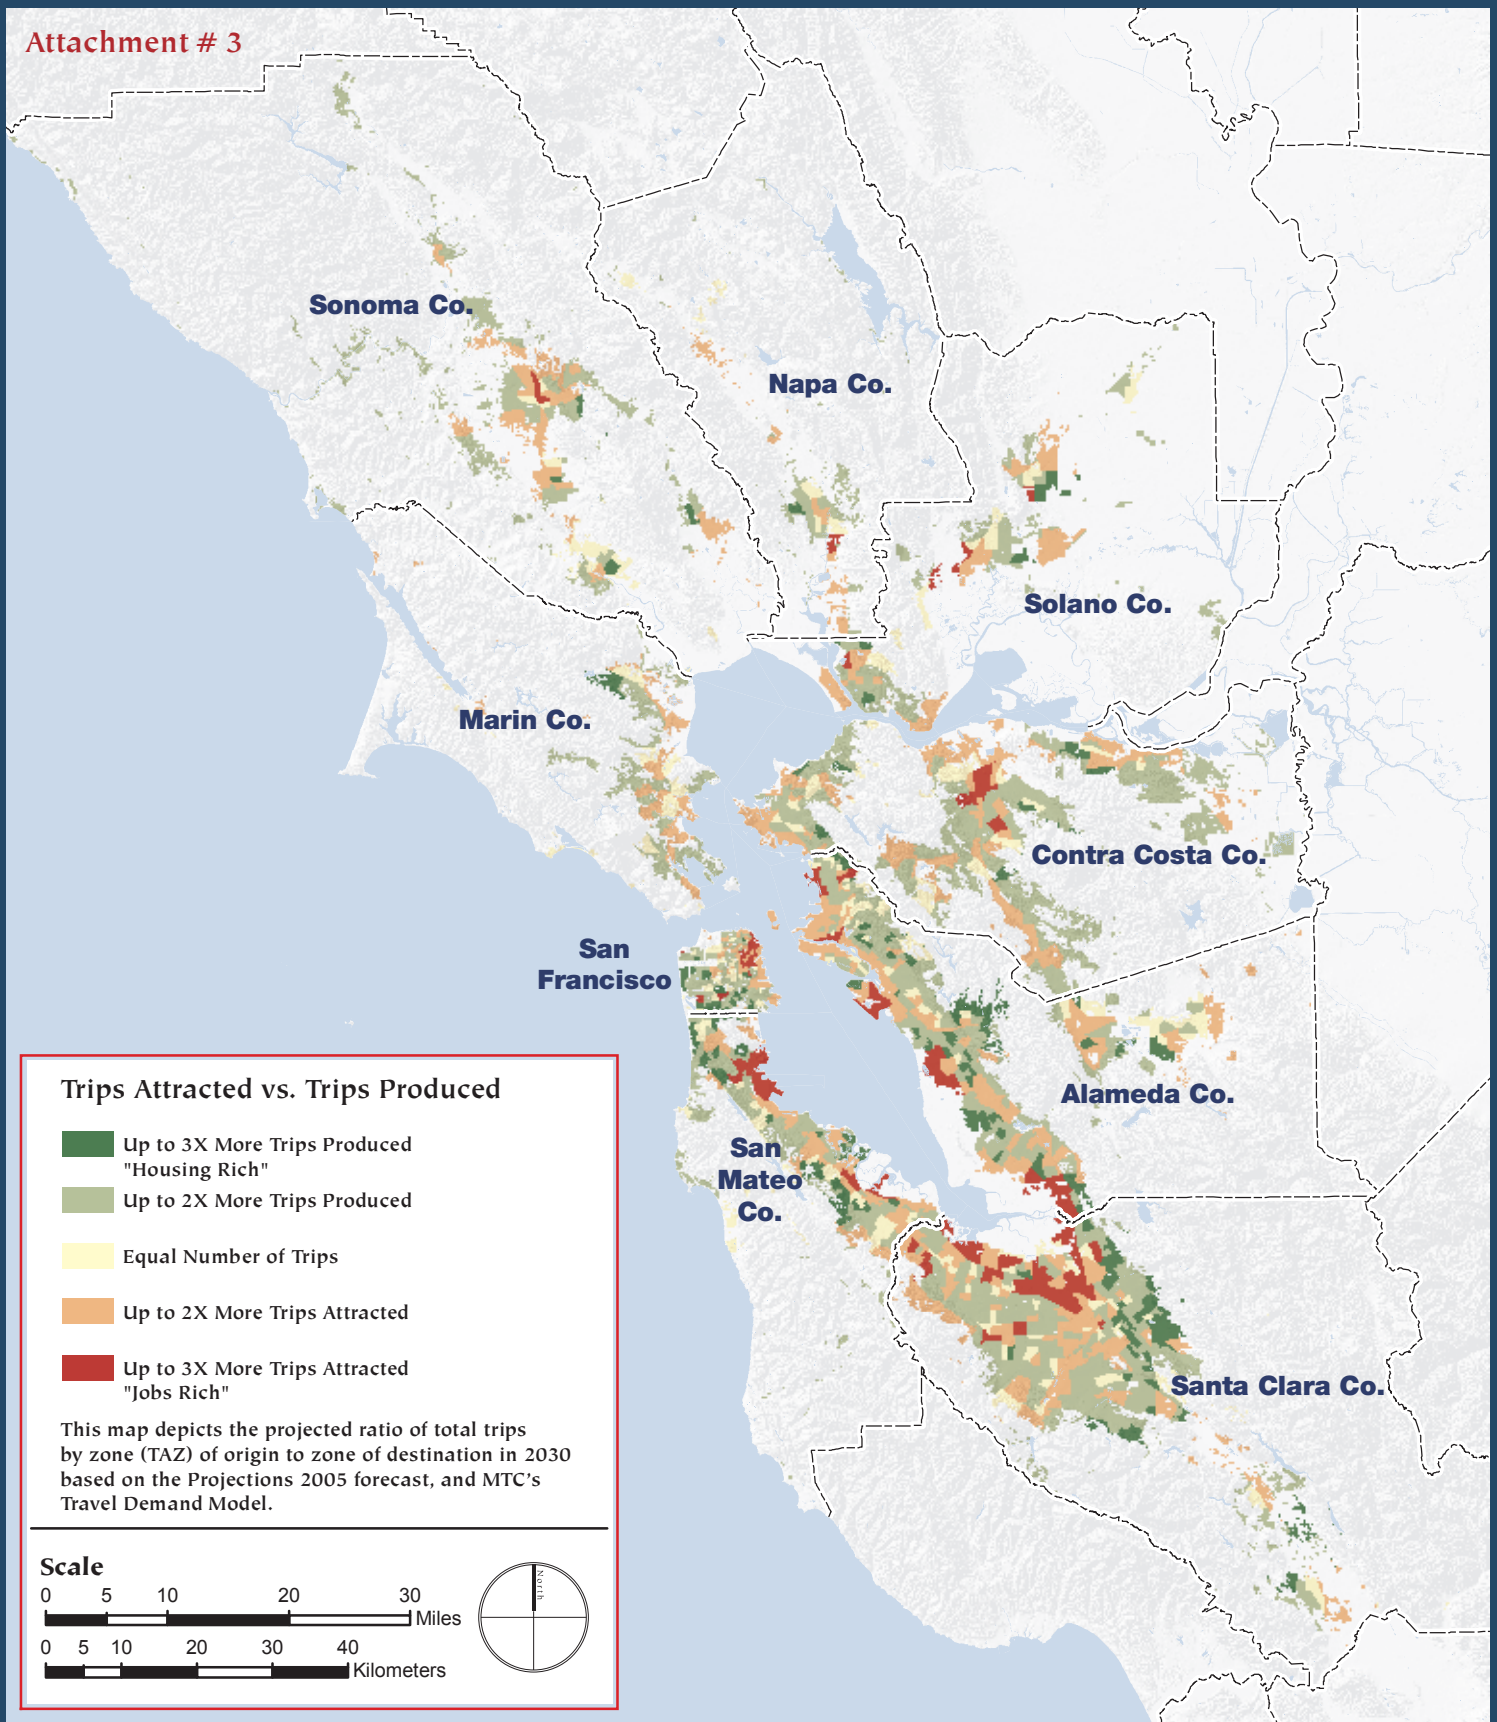 Attachment # 3
Sonoma Co.
Napa Co.
Solano Co.
Marin Co.
Contra Costa Co.
San
Francisco
Alameda Co.
San
Mateo
Co.
Santa Clara Co.
Trips Attracted vs. Trips Produced
Up to 3X More Trips Produced
"Housing Rich"
Up to 2X More Trips Produced
Equal Number of Trips
Up to 2X More Trips Attracted
Up to 3X More Trips Attracted
"Jobs Rich"
This map depicts the projected ratio of total trips
by zone (TAZ) of origin to zone of destination in 2030
based on the Projections 2005 forecast, and MTC's
Travel Demand Model.
Scale
0 5 10 20 30
Miles
0 5 10 20 30 40
Kilometers
North